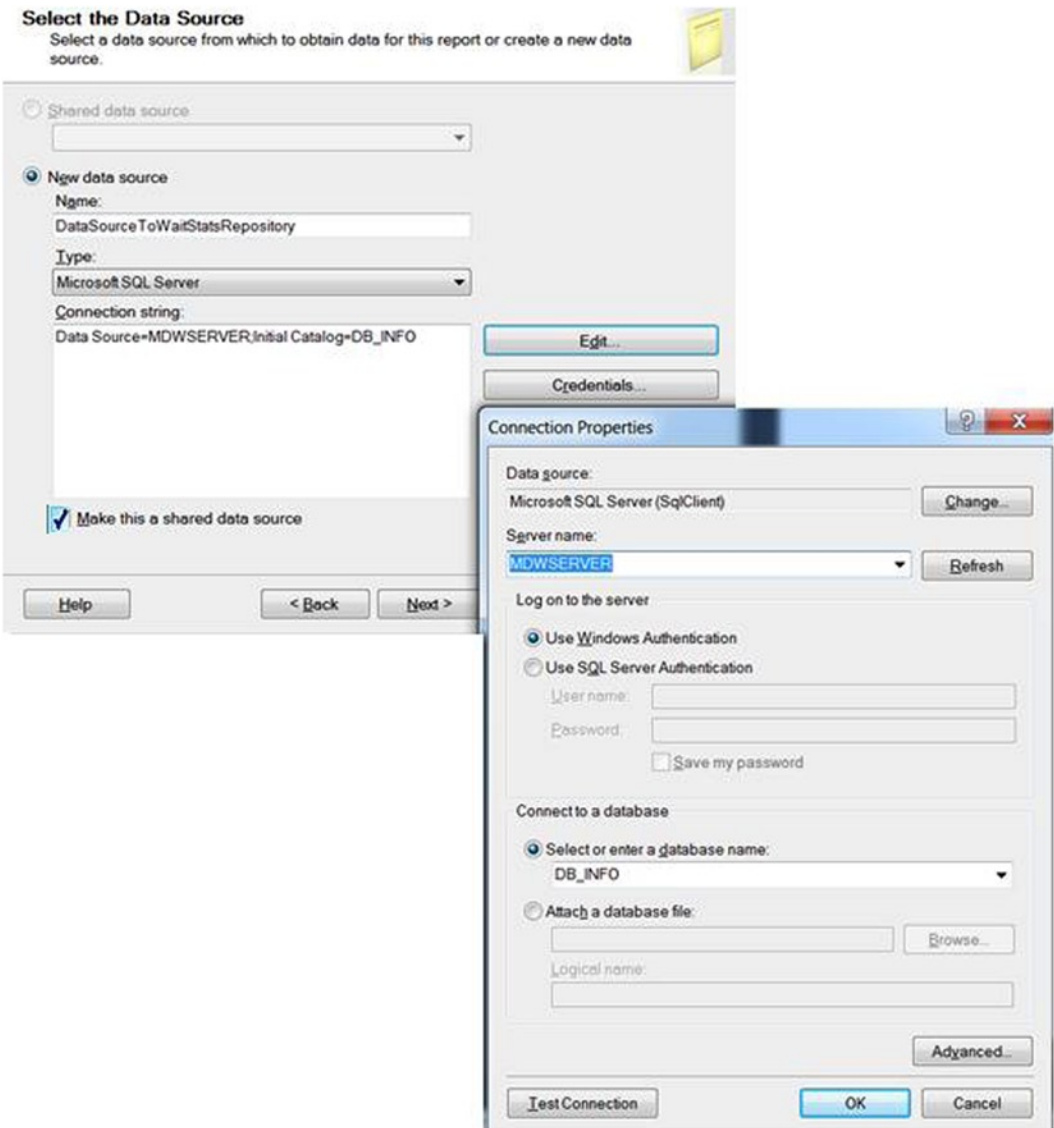 Select the Data Source
Select a data source from which to obtain data for this report or create a new data
source.
Shared data source
New data source
Name:
DataSourceToWaitStatsRepository
Type:
Microsoft SQL Server
Connection string:
Data Source=MDWSERVER;Initial Catalog=DB_INFO
Edit...
Credentials...
Make this a shared data source
Help
< Back
Next >
Connection Properties
Data source:
Microsoft SQL Server (SqlClient)
Change...
Server name:
MDWSERVER
Refresh
Log on to the server
Use Windows Authentication
Use SQL Server Authentication
User name:
Password:
Save my password
Connect to a database
Select or enter a database name:
DB_INFO
Attach a database file:
Browse...
Logical name:
Advanced...
Test Connection
OK
Cancel